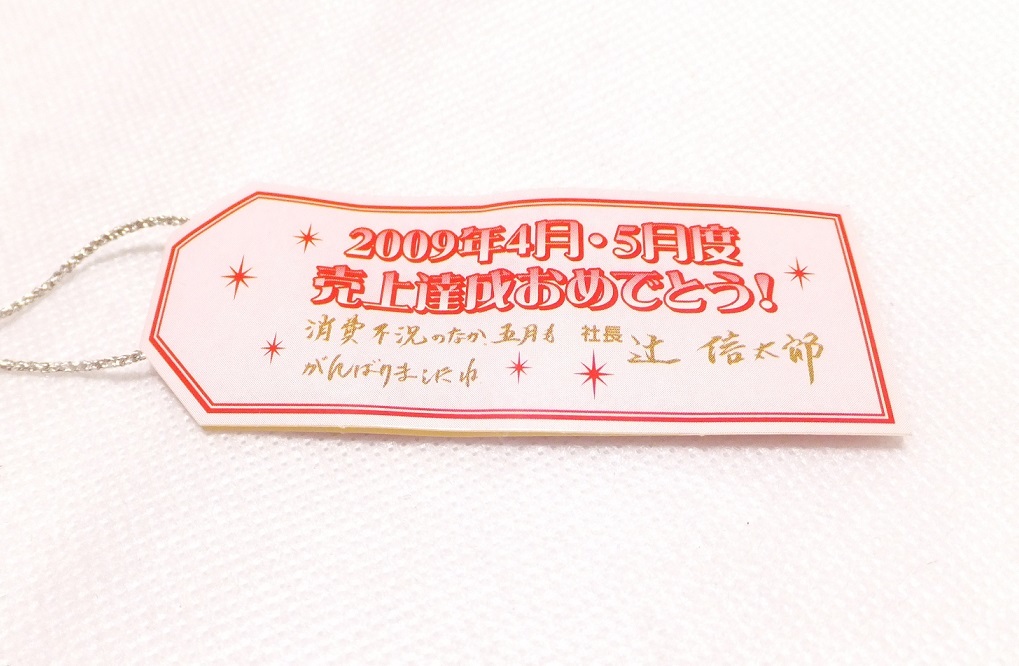 2009年4月・5月度
売上達成おめでとう!
消費不況のなか 五月も
がんばりましたね
社長 辻 信太郎